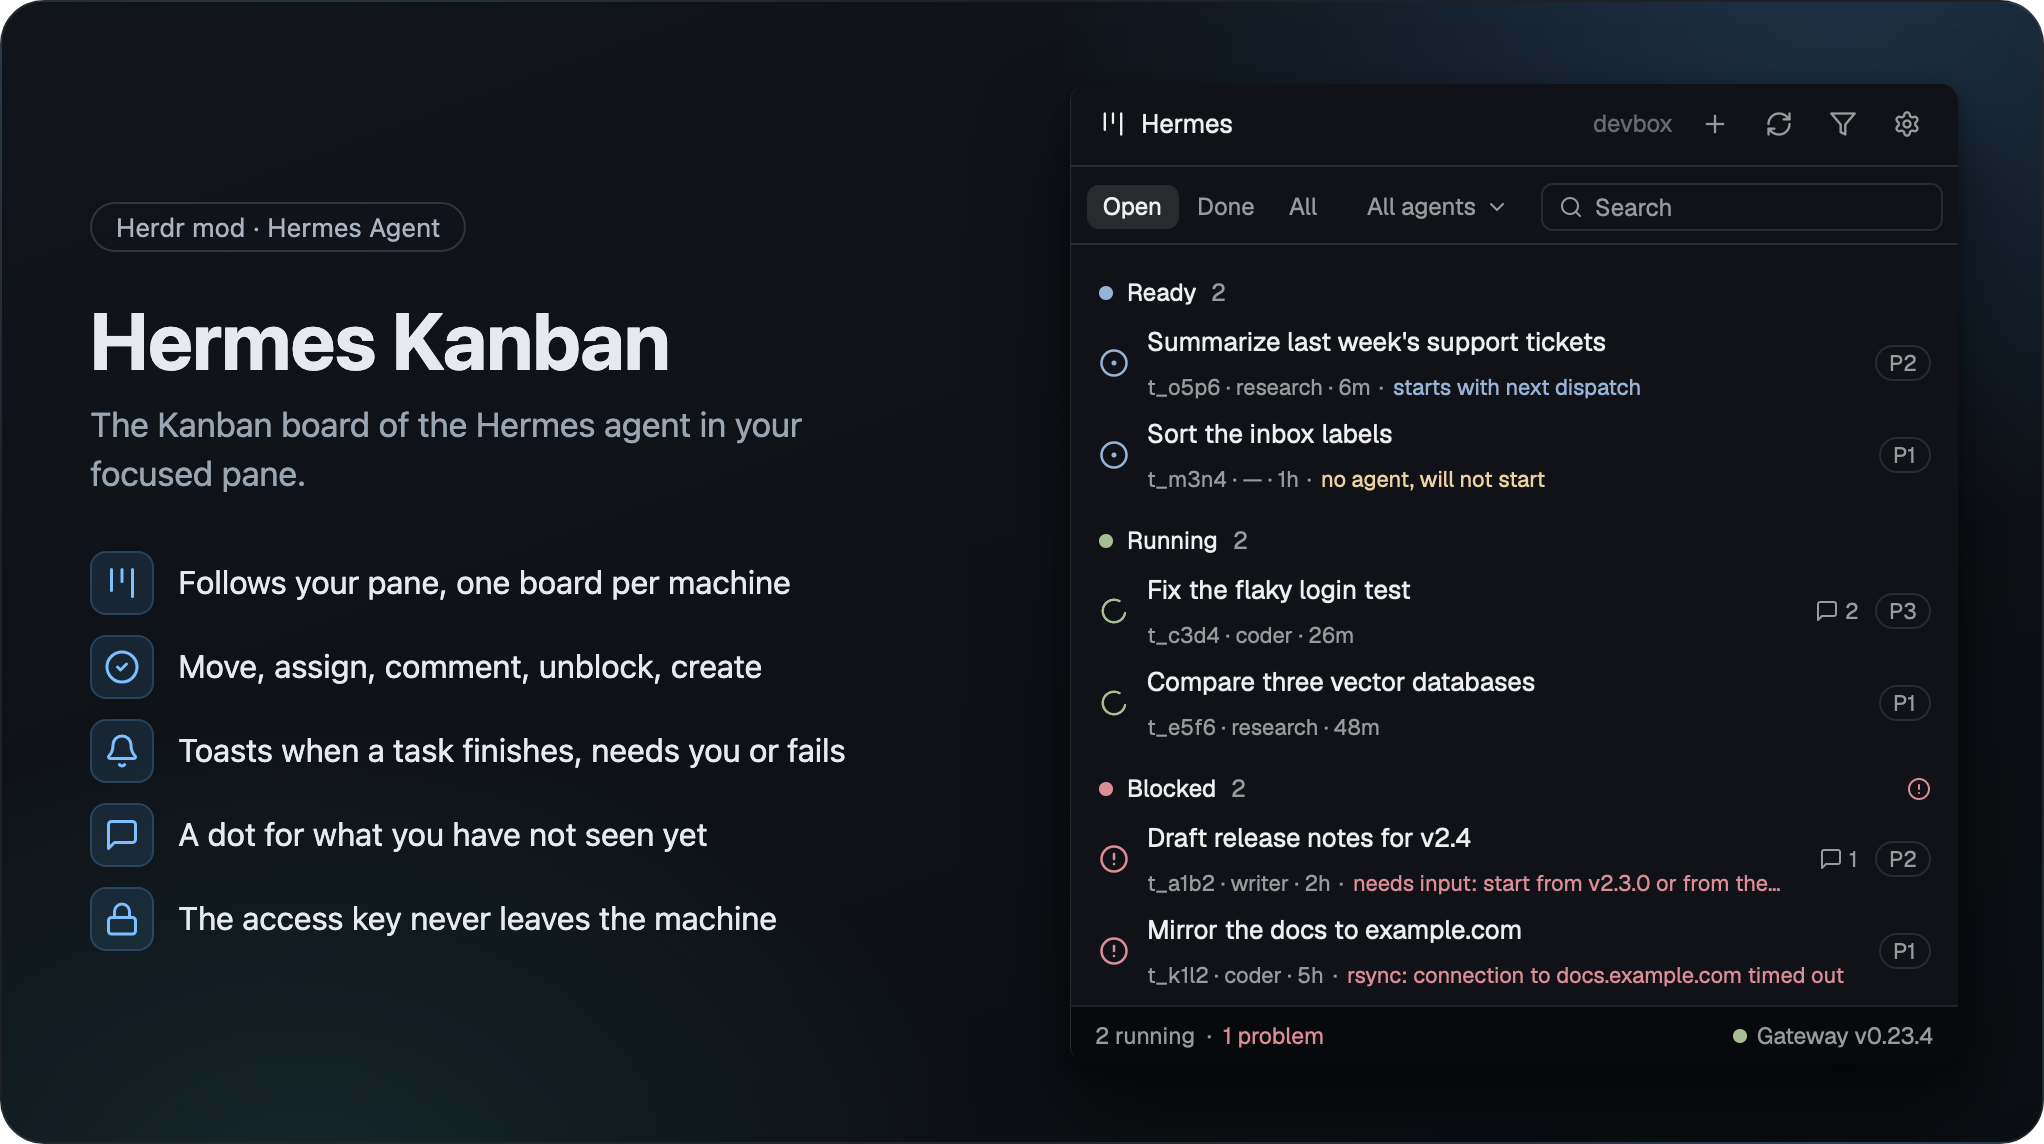 Herdr mod · Hermes Agent
Hermes Kanban
The Kanban board of the Hermes agent in your
focused pane.
Follows your pane, one board per machine
Move, assign, comment, unblock, create
Toasts when a task finishes, needs you or fails
A dot for what you have not seen yet
The access key never leaves the machine
Hermes devbox
Open Done All All agents Search
Ready 2
Summarize last week's support tickets
t_o5p6 · research · 6m · starts with next dispatch P2
Sort the inbox labels
t_m3n4 · — · 1h · no agent, will not start P1
Running 2
Fix the flaky login test
t_c3d4 · coder · 26m 2 P3
Compare three vector databases
t_e5f6 · research · 48m P1
Blocked 2
Draft release notes for v2.4
t_a1b2 · writer · 2h · needs input: start from v2.3.0 or from the... 1 P2
Mirror the docs to example.com
t_k1l2 · coder · 5h · rsync: connection to docs.example.com timed out P1
2 running · 1 problem Gateway v0.23.4